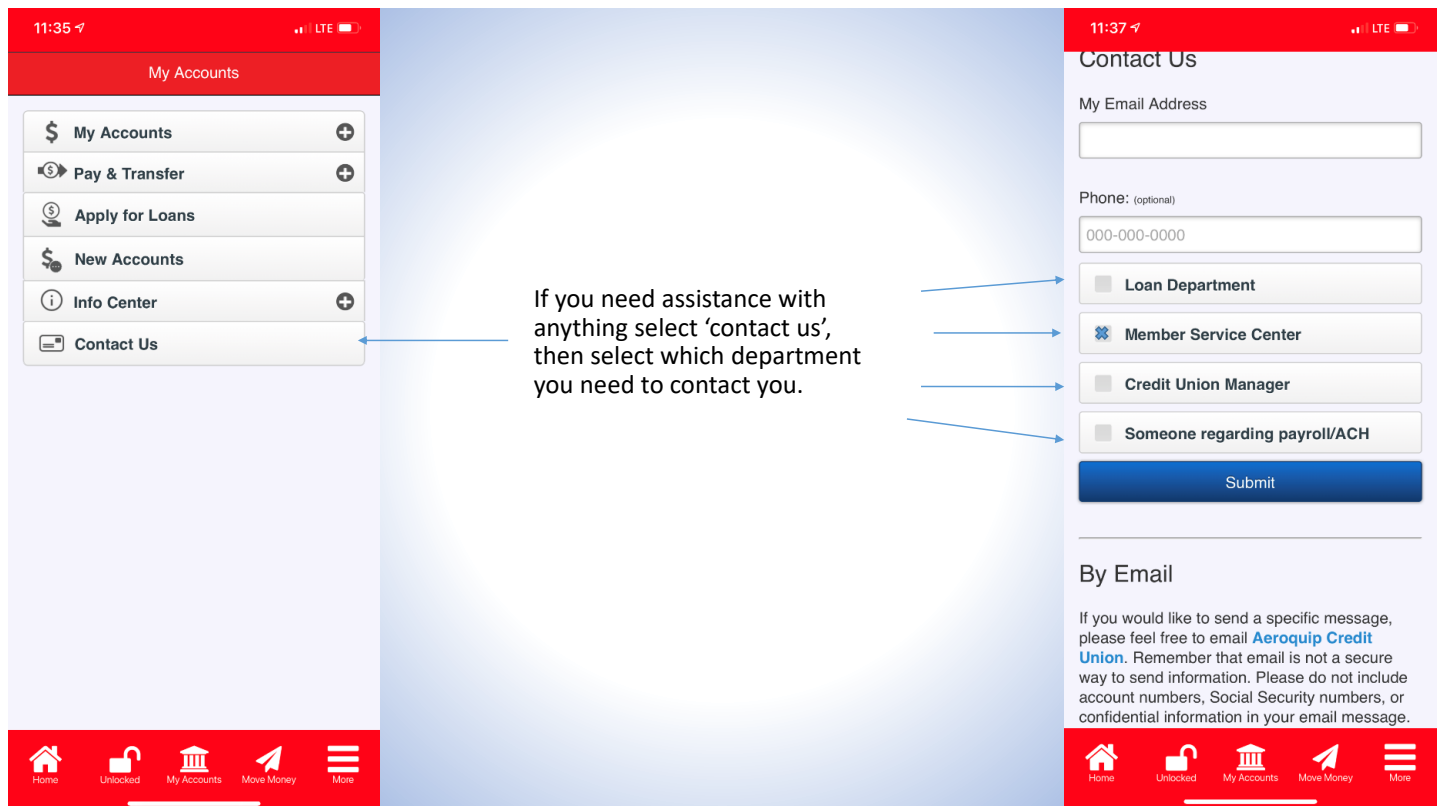 11:35
LTE
My Accounts
My Accounts
Pay & Transfer
Apply for Loans
New Accounts
Info Center
Contact Us
Home
Unlocked
My Accounts
Move Money
More
If you need assistance with
anything select ‘contact us’,
then select which department
you need to contact you.
11:37
LTE
Contact Us
My Email Address
Phone: (optional)
000-000-0000
Loan Department
Member Service Center
Credit Union Manager
Someone regarding payroll/ACH
Submit
By Email
If you would like to send a specific message,
please feel free to email Aeroquip Credit
Union. Remember that email is not a secure
way to send information. Please do not include
account numbers, Social Security numbers, or
confidential information in your email message.
Home
Unlocked
My Accounts
Move Money
More